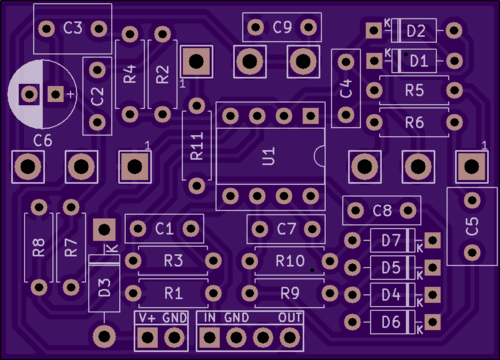 C3
C9
K D2
K D1
R4
R2
C2
C4
1
R5
+
R6
R11
U1
C6
1
1
R8
R7
K
C1
C7
C8
C5
D7 K
R3
R10
D5 K
D3
R1
R9
D4 K
D6 K
V+ GND
IN GND OUT